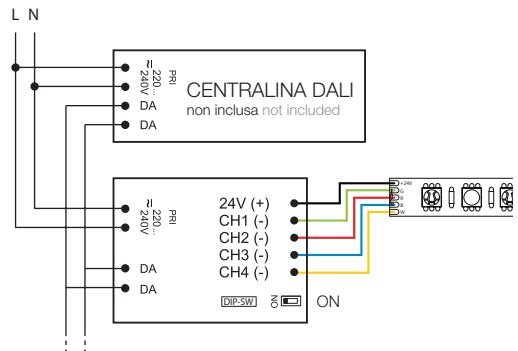 L N
PRI
≂ 220...
240V
DA
DA
CENTRALINA DALI
non inclusa not included
PRI
≂ 220...
240V
DA
DA
24V (+)
CH1 (-)
CH2 (-)
CH3 (-)
CH4 (-)
DIP-SW
ON
ON
+24V
G
R
B
W